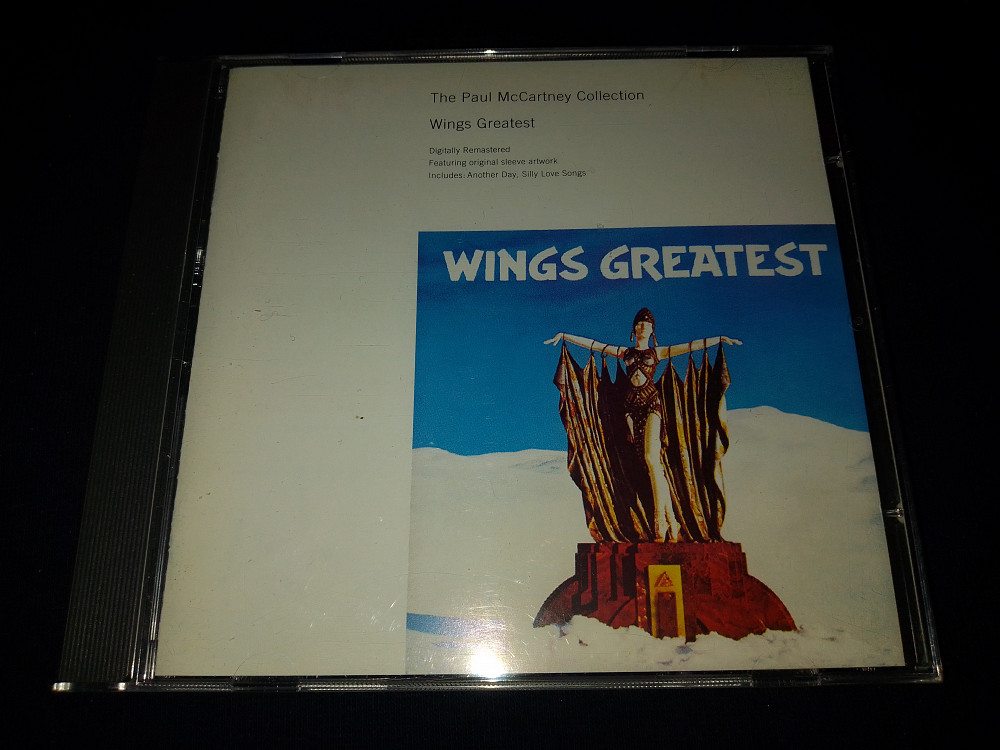 The Paul McCartney Collection
Wings Greatest
Digitally Remastered
Featuring original sleeve artwork
Includes: Another Day, Silly Love Songs
WINGS GREATEST